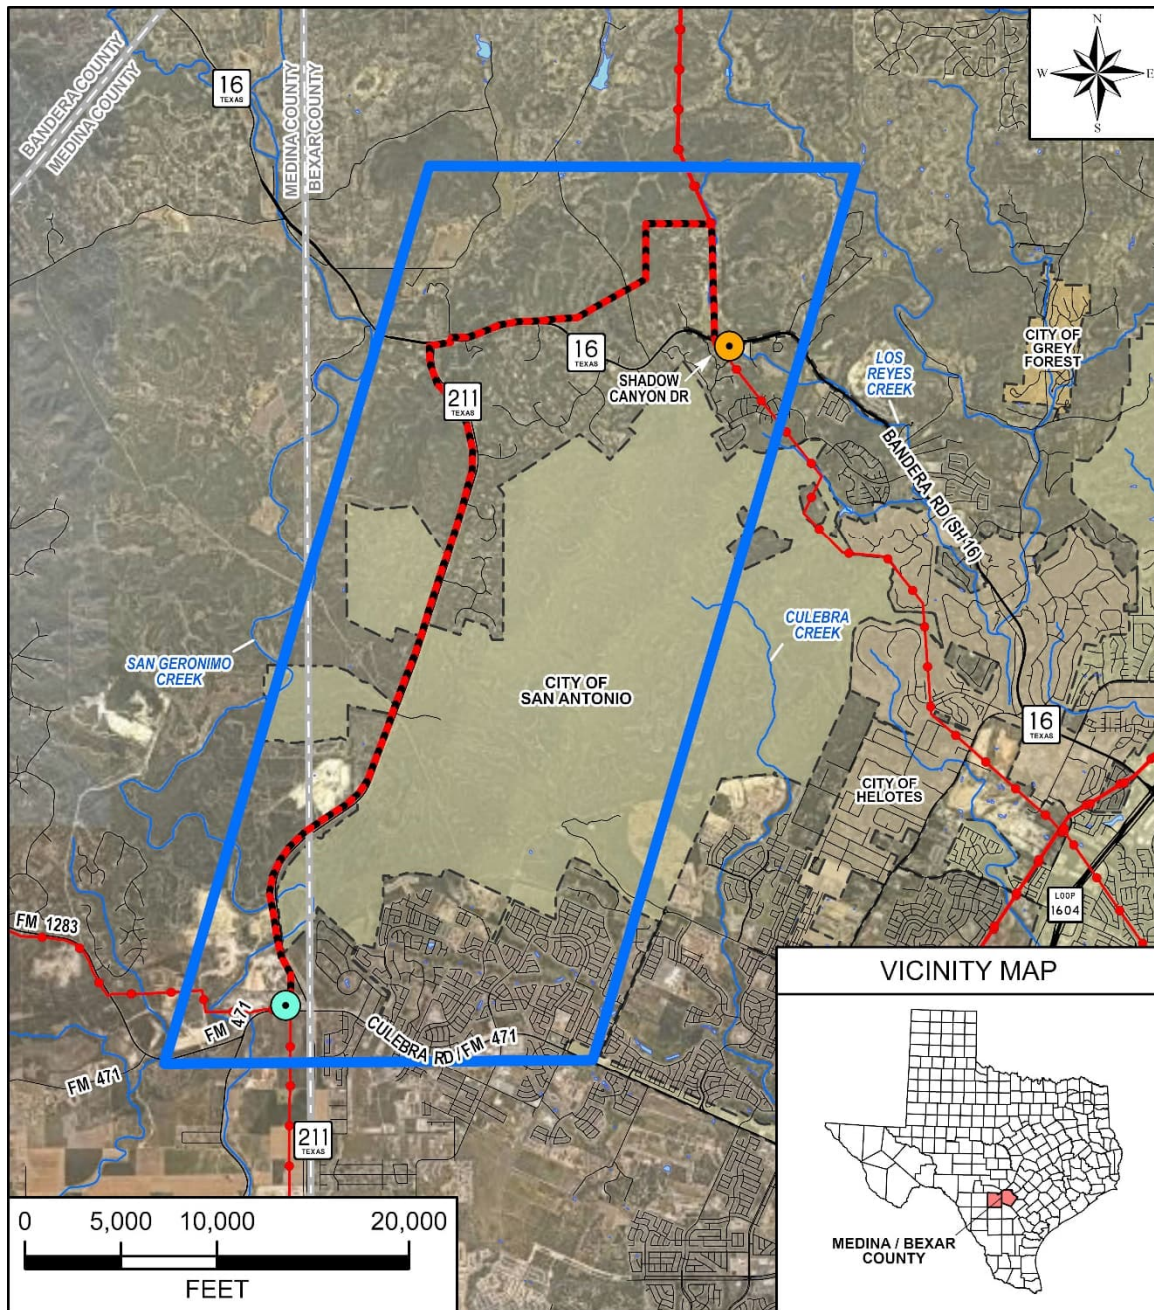 N
W
E
S
BANDERA COUNTY
MEDINA COUNTY
16
TEXAS
MEDINA COUNTY
BEXAR COUNTY
CITY OF
GREY
FOREST
LOS
REYES
CREEK
16
TEXAS
SHADOW
CANYON DR
211
TEXAS
BANDERA RD (SH 16)
CULEBRA
CREEK
SAN GERONIMO
CREEK
CITY OF
SAN ANTONIO
16
TEXAS
CITY OF
HELOTES
LOOP
1604
FM 1283
FM 471
CULEBRA RD / FM 471
FM 471
211
TEXAS
VICINITY MAP
MEDINA / BEXAR
COUNTY
0
5,000
10,000
20,000
FEET